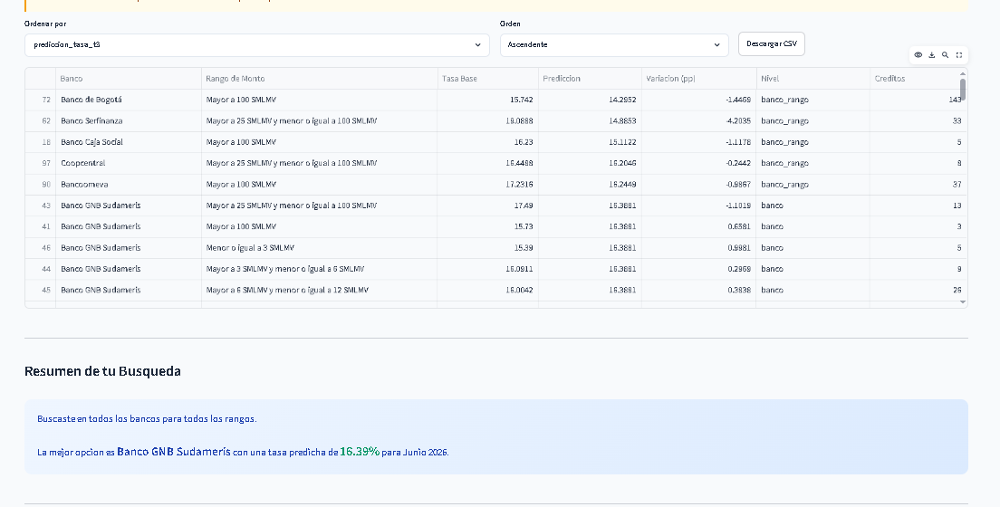 Ordenar por Orden
prediccion_tasa_t3 Ascendente Descargar CSV
Banco Rango de Monto Tasa Base Prediccion Variacion (pp) Nivel Creditos
72 Banco de Bogotá Mayor a 100 SMLMV 15.742 14.2952 -1.4469 banco_rango 143
62 Banco Serfinanza Mayor a 25 SMLMV y menor o igual a 100 SMLMV 19.0888 14.8853 -4.2035 banco_rango 33
18 Banco Caja Social Mayor a 100 SMLMV 16.23 15.1122 -1.1178 banco_rango 5
97 Coopcentral Mayor a 25 SMLMV y menor o igual a 100 SMLMV 16.4488 16.2046 -0.2442 banco_rango 8
90 Bancoomeva Mayor a 100 SMLMV 17.2316 16.2449 -0.9867 banco_rango 37
43 Banco GNB Sudameris Mayor a 25 SMLMV y menor o igual a 100 SMLMV 17.49 16.3881 -1.1019 banco 13
41 Banco GNB Sudameris Mayor a 100 SMLMV 15.73 16.3881 0.6581 banco 3
46 Banco GNB Sudameris Menor o igual a 3 SMLMV 15.39 16.3881 0.9981 banco 5
44 Banco GNB Sudameris Mayor a 3 SMLMV y menor o igual a 6 SMLMV 16.0911 16.3881 0.2969 banco 9
45 Banco GNB Sudameris Mayor a 6 SMLMV y menor o igual a 12 SMLMV 16.0042 16.3881 0.3838 banco 26
Resumen de tu Busqueda
Buscaste en todos los bancos para todos los rangos.
La mejor opcion es Banco GNB Sudameris con una tasa predicha de 16.39% para Junio 2026.